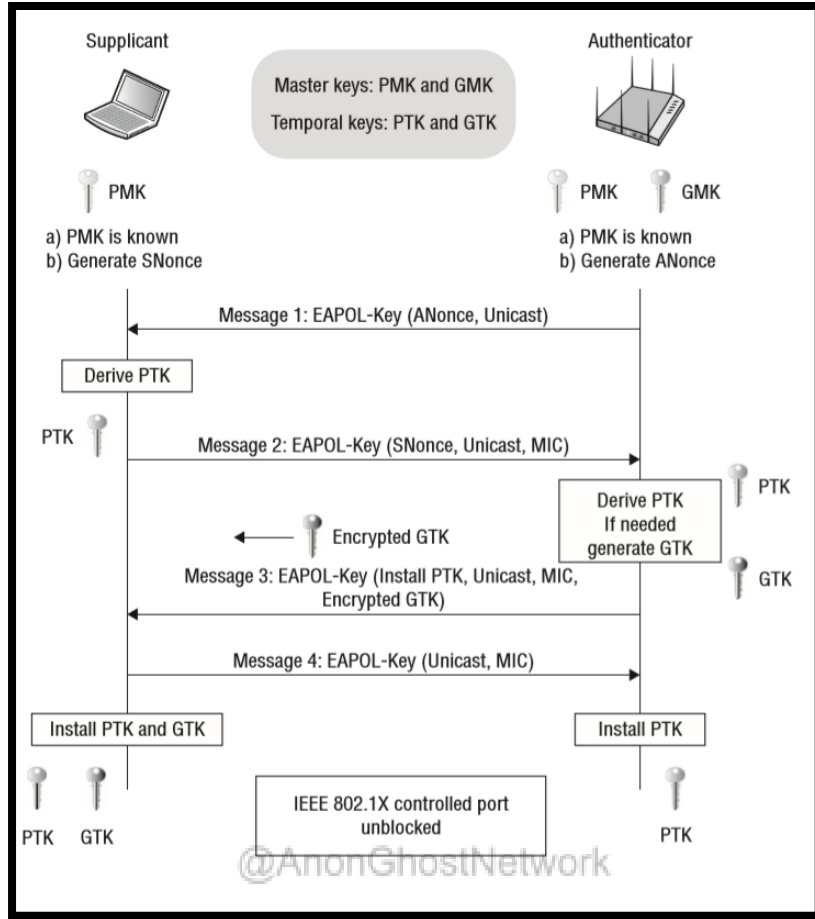 Supplicant
Authenticator
Master keys: PMK and GMK
Temporal keys: PTK and GTK
PMK
PMK
GMK
a) PMK is known
b) Generate SNonce
a) PMK is known
b) Generate ANonce
Message 1: EAPOL-Key (ANonce, Unicast)
Derive PTK
PTK
Message 2: EAPOL-Key (SNonce, Unicast, MIC)
Derive PTK
If needed
generate GTK
PTK
Encrypted GTK
GTK
Message 3: EAPOL-Key (Install PTK, Unicast, MIC,
Encrypted GTK)
Message 4: EAPOL-Key (Unicast, MIC)
Install PTK and GTK
Install PTK
IEEE 802.1X controlled port
unblocked
PTK
GTK
PTK
@AnonGhostNetwork